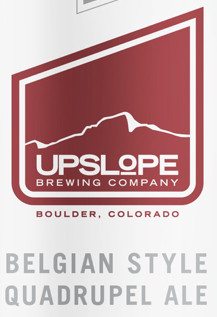 UPSLOPE
BREWING COMPANY
BOULDER, COLORADO
BELGIAN STYLE
QUADRUPEL ALE